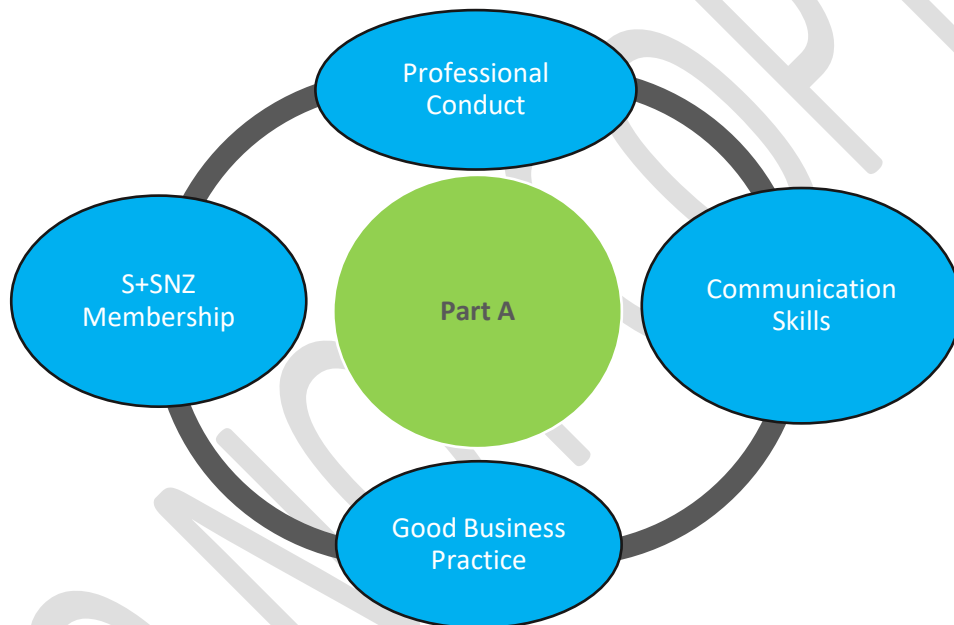 Professional
Conduct
S+SNZ
Membership
Part A
Communication
Skills
Good Business
Practice